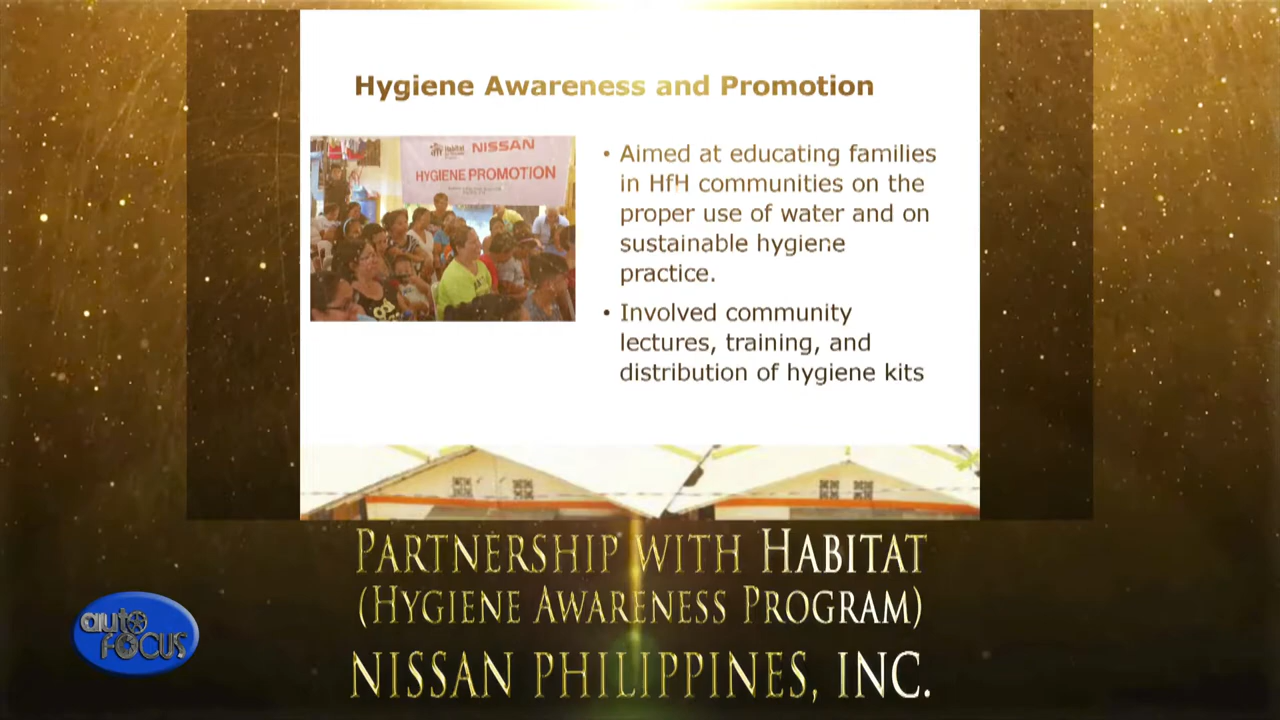 Hygiene Awareness and Promotion
Habitat
NISSAN
HYGIENE PROMOTION
• Aimed at educating families
in HfH communities on the
proper use of water and on
sustainable hygiene
practice.
• Involved community
lectures, training, and
distribution of hygiene kits
PARTNERSHIP WITH HABITAT
(HYGIENE AWARENESS PROGRAM)
NISSAN PHILIPPINES, INC.
auto
FOCUS